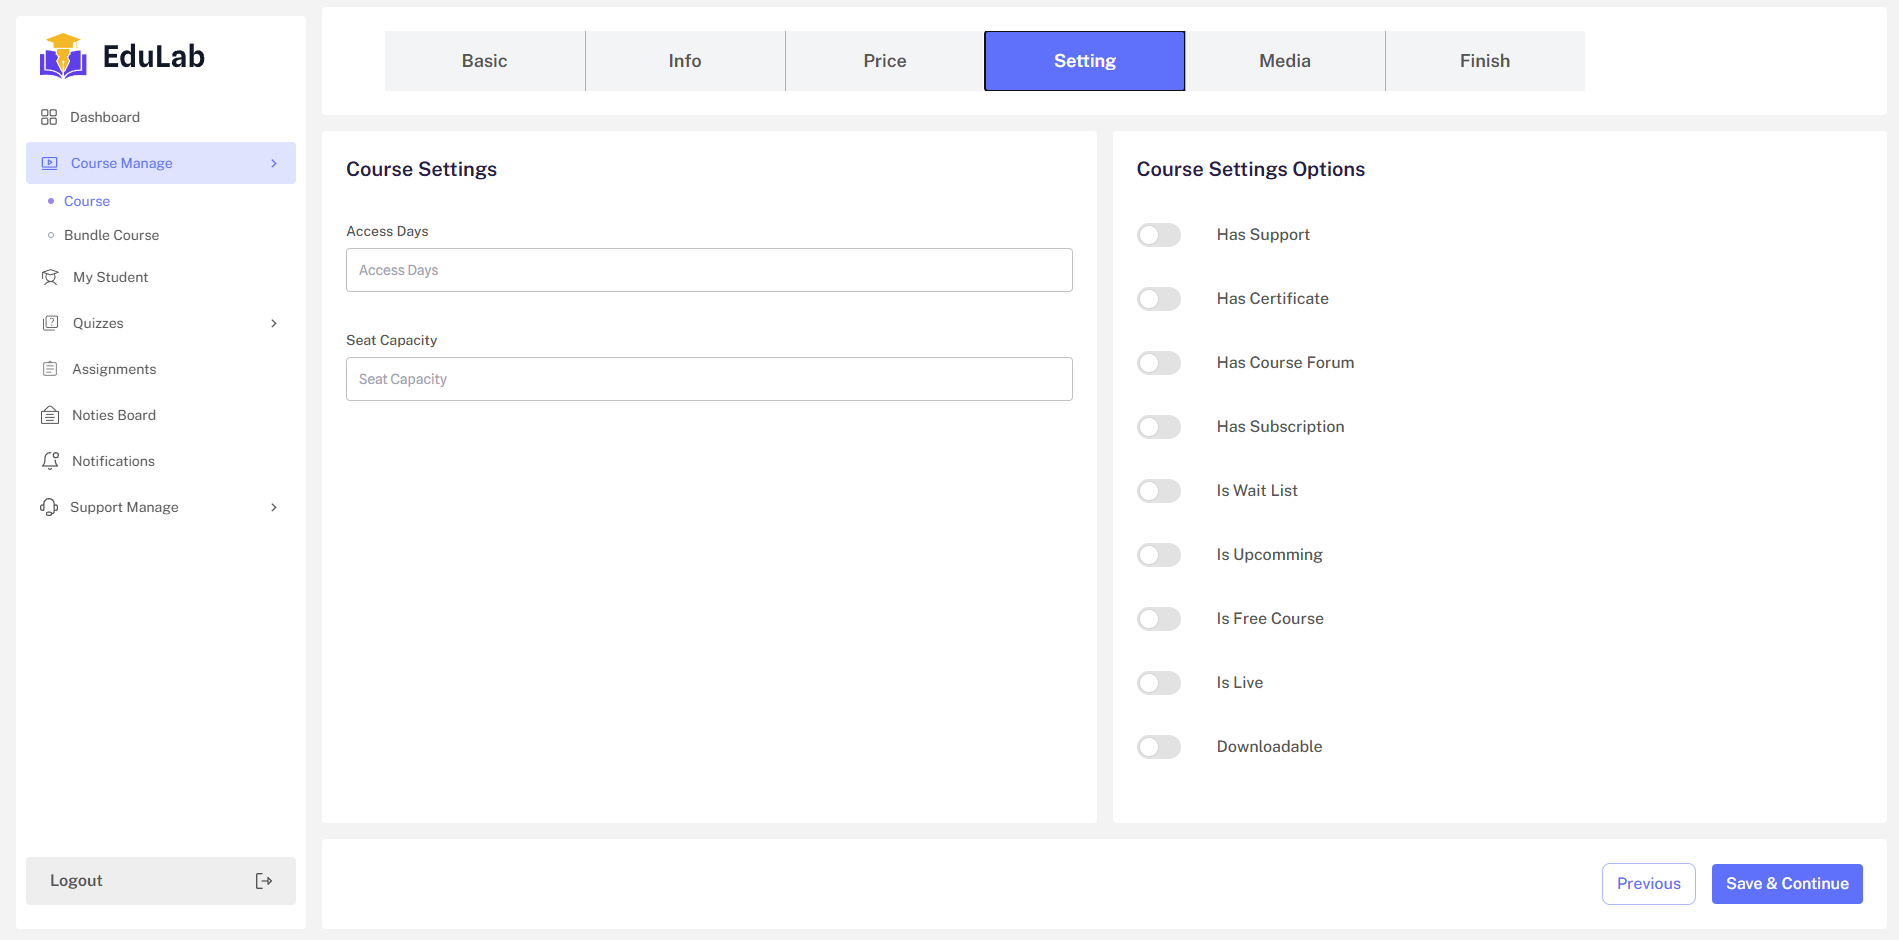 EduLab
Dashboard
Course Manage
Course
Bundle Course
My Student
Quizzes
Assignments
Noties Board
Notifications
Support Manage
Logout
Basic
Info
Price
Setting
Media
Finish
Course Settings
Access Days
Access Days
Seat Capacity
Seat Capacity
Course Settings Options
Has Support
Has Certificate
Has Course Forum
Has Subscription
Is Wait List
Is Upcomming
Is Free Course
Is Live
Downloadable
Previous
Save & Continue